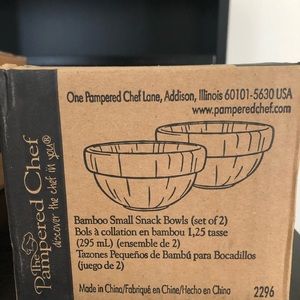 One Pampered Chef Lane, Addison, Illinois 60101-5630 USA
www.pamperedchef.com
The
Pampered Chef
discover the chef in you®
Bamboo Small Snack Bowls (set of 2)
Bols à collation en bambou 1,25 tasse
(295 mL) (ensemble de 2)
Tazones Pequeños de Bambú para Bocadillos
(juego de 2)
Made in China/Fabriqué en Chine/Hecho en China
2296